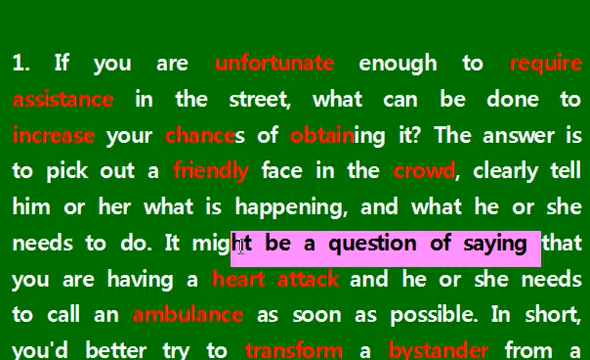 1. If you are unfortunate enough to require
assistance in the street, what can be done to
increase your chances of obtaining it? The answer is
to pick out a friendly face in the crowd, clearly tell
him or her what is happening, and what he or she
needs to do. It might be a question of saying that
you are having a heart attack and he or she needs
to call an ambulance as soon as possible. In short,
you'd better try to transform a bystander from a